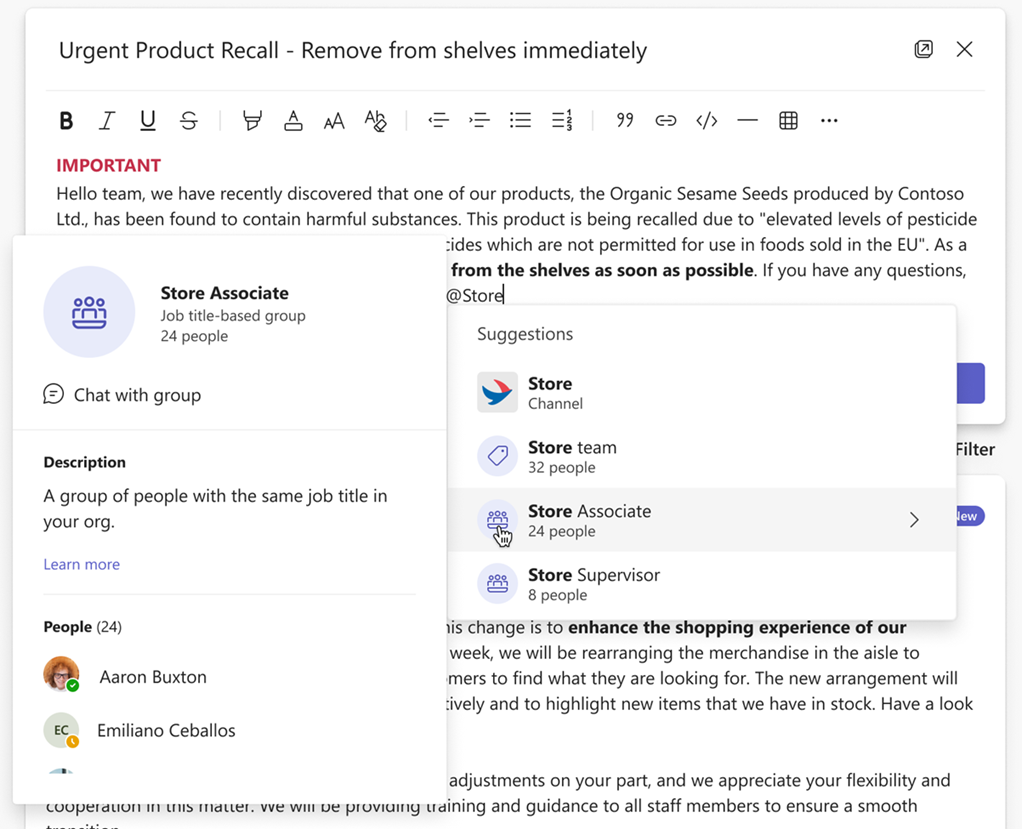 Urgent Product Recall - Remove from shelves immediately
B I U S A AA Ab 1 2 3 99 </> ...
IMPORTANT
Hello team, we have recently discovered that one of our products, the Organic Sesame Seeds produced by Contoso
Ltd., has been found to contain harmful substances. This product is being recalled due to "elevated levels of pesticide
cides which are not permitted for use in foods sold in the EU". As a
from the shelves as soon as possible. If you have any questions,
@Store
Store Associate
Job title-based group
24 people
Chat with group
Description
A group of people with the same job title in
your org.
Learn more
People (24)
Aaron Buxton
EC
Emiliano Ceballos
Suggestions
Store
Channel
Store team
32 people
Store Associate
24 people
Store Supervisor
8 people
Filter
New
his change is to enhance the shopping experience of our
week, we will be rearranging the merchandise in the aisle to
mers to find what they are looking for. The new arrangement will
tively and to highlight new items that we have in stock. Have a look
adjustments on your part, and we appreciate your flexibility and
cooperation in this matter. We will be providing training and guidance to all staff members to ensure a smooth
transition